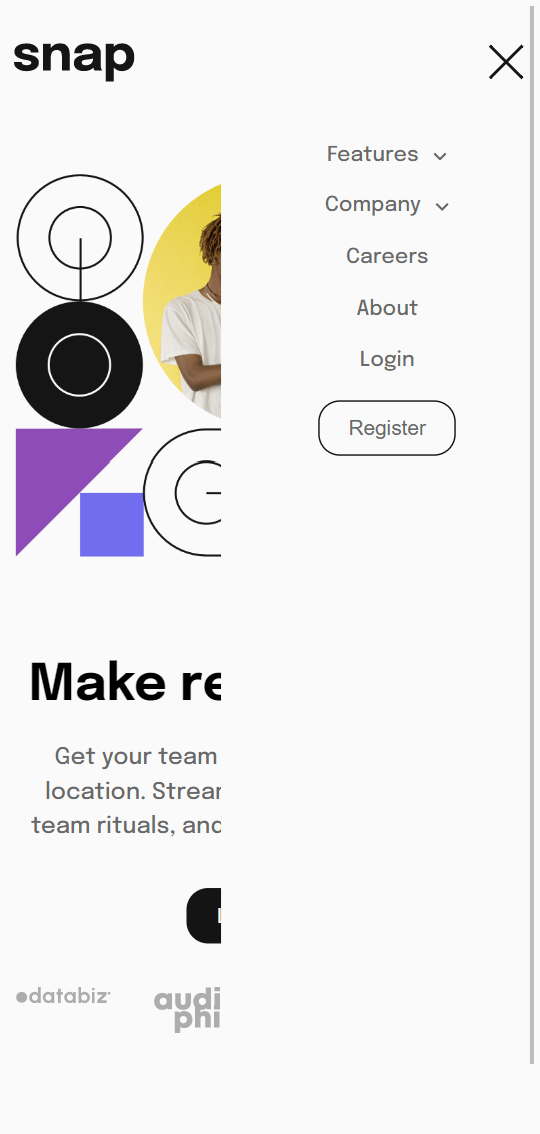 snap
Features
Company
Careers
About
Login
Register
Make re
Get your team
location. Strear
team rituals, and
databiz
audi
phi